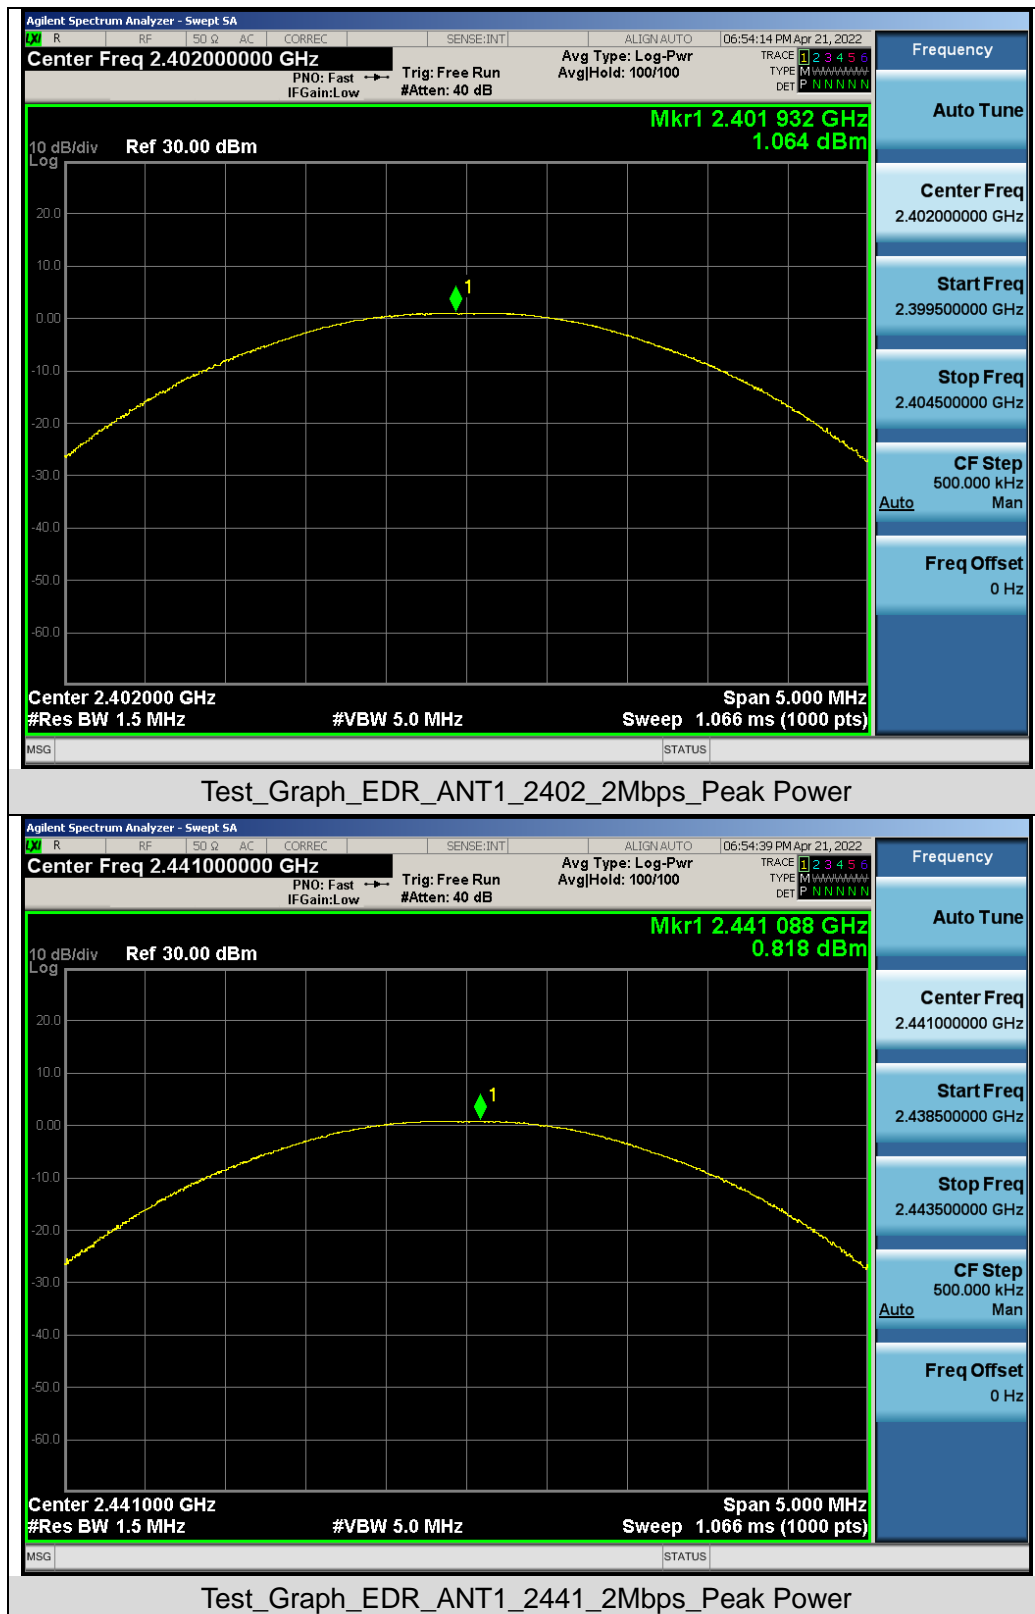 Agilent Spectrum Analyzer - Swept SA
LXI R RF 50 Ω AC CORREC SENSE:INT ALIGN AUTO 06:54:14 PM Apr 21, 2022
Center Freq 2.402000000 GHz
PNO: Fast Trig: Free Run
IFGain:Low #Atten: 40 dB
Avg Type: Log-Pwr
Avg|Hold: 100/100
TRACE 1 2 3 4 5 6
TYPE M
DET P N N N N N
Mkr1 2.401 932 GHz
1.064 dBm
10 dB/div Ref 30.00 dBm
Log
20.0
10.0
0.00
-10.0
-20.0
-30.0
-40.0
-50.0
-60.0
1
Center 2.402000 GHz Span 5.000 MHz
#Res BW 1.5 MHz #VBW 5.0 MHz Sweep 1.066 ms (1000 pts)
MSG STATUS
Frequency
Auto Tune
Center Freq
2.402000000 GHz
Start Freq
2.399500000 GHz
Stop Freq
2.404500000 GHz
CF Step
500.000 kHz
Auto Man
Freq Offset
0 Hz
Test_Graph_EDR_ANT1_2402_2Mbps_Peak Power
Agilent Spectrum Analyzer - Swept SA
LXI R RF 50 Ω AC CORREC SENSE:INT ALIGN AUTO 06:54:39 PM Apr 21, 2022
Center Freq 2.441000000 GHz
PNO: Fast Trig: Free Run
IFGain:Low #Atten: 40 dB
Avg Type: Log-Pwr
Avg|Hold: 100/100
TRACE 1 2 3 4 5 6
TYPE M
DET P N N N N N
Mkr1 2.441 088 GHz
0.818 dBm
10 dB/div Ref 30.00 dBm
Log
20.0
10.0
0.00
-10.0
-20.0
-30.0
-40.0
-50.0
-60.0
1
Center 2.441000 GHz Span 5.000 MHz
#Res BW 1.5 MHz #VBW 5.0 MHz Sweep 1.066 ms (1000 pts)
MSG STATUS
Frequency
Auto Tune
Center Freq
2.441000000 GHz
Start Freq
2.438500000 GHz
Stop Freq
2.443500000 GHz
CF Step
500.000 kHz
Auto Man
Freq Offset
0 Hz
Test_Graph_EDR_ANT1_2441_2Mbps_Peak Power